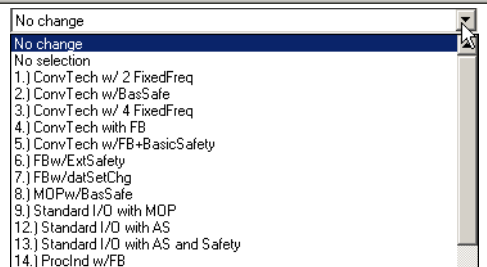 No change
No change
No selection
1.) ConvTech w/ 2 FixedFreq
2.) ConvTech w/BasSafe
3.) ConvTech w/ 4 FixedFreq
4.) ConvTech with FB
5.) ConvTech w/FB+BasicSafety
6.) FBw/ExtSafety
7.) FBw/datSetChg
8.) MOPw/BasSafe
9.) Standard I/O with MOP
12.) Standard I/O with AS
13.) Standard I/O with AS and Safety
14.) ProcInd w/FB